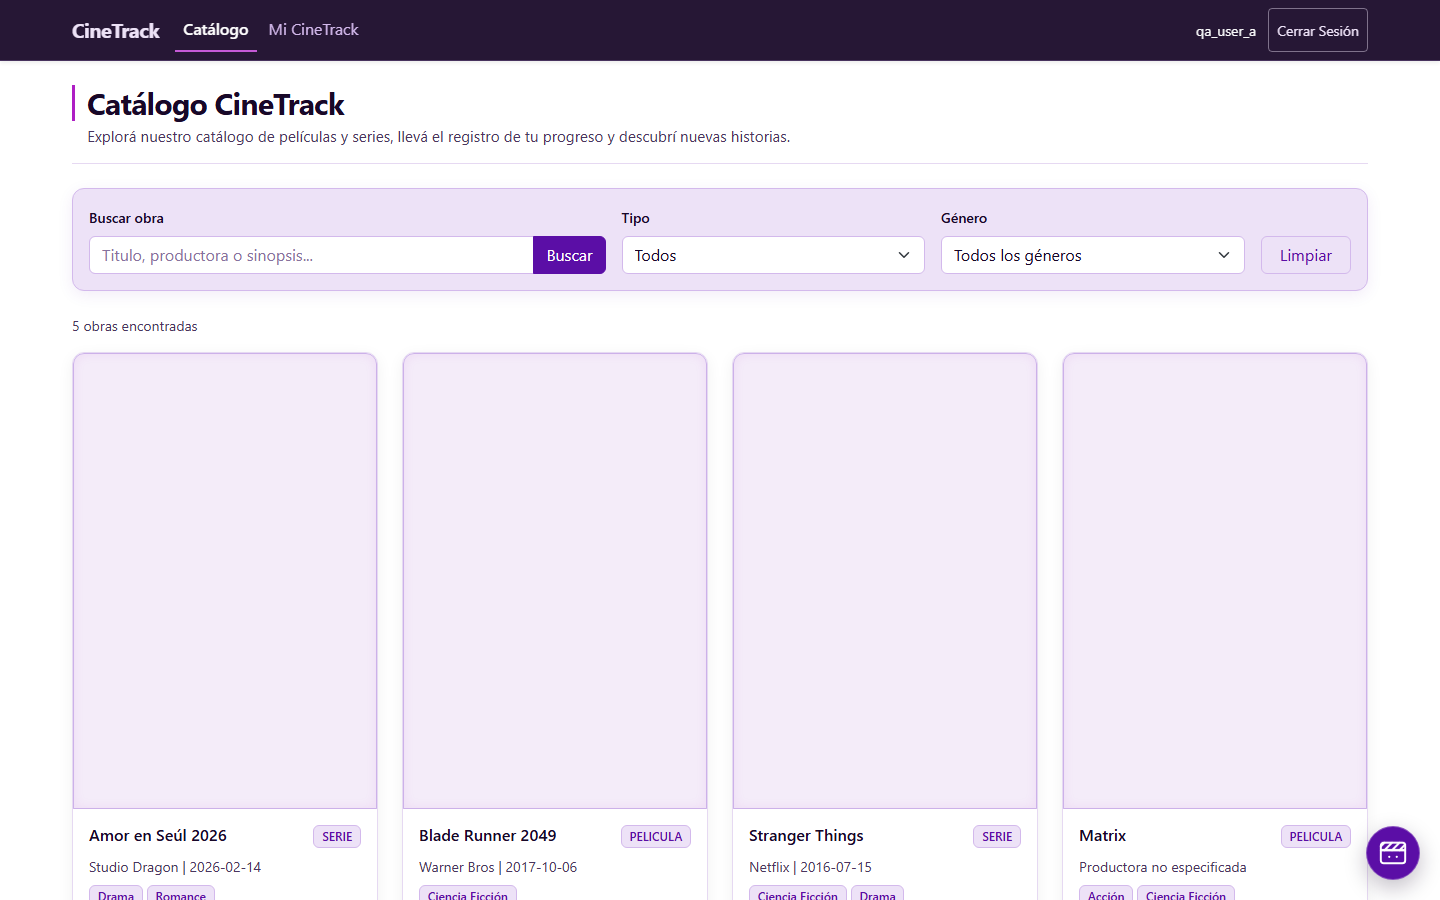 CineTrack Catálogo Mi CineTrack qa_user_a Cerrar Sesión
Catálogo CineTrack
Explorá nuestro catálogo de películas y series, llevá el registro de tu progreso y descubrí nuevas historias.
Buscar obra Tipo Género
Titulo, productora o sinopsis... Buscar Todos Todos los géneros Limpiar
5 obras encontradas
Amor en Seúl 2026 SERIE
Studio Dragon | 2026-02-14
Drama Romance
Blade Runner 2049 PELICULA
Warner Bros | 2017-10-06
Ciencia Ficción
Stranger Things SERIE
Netflix | 2016-07-15
Ciencia Ficción Drama
Matrix PELICULA
Productora no especificada
Acción Ciencia Ficción